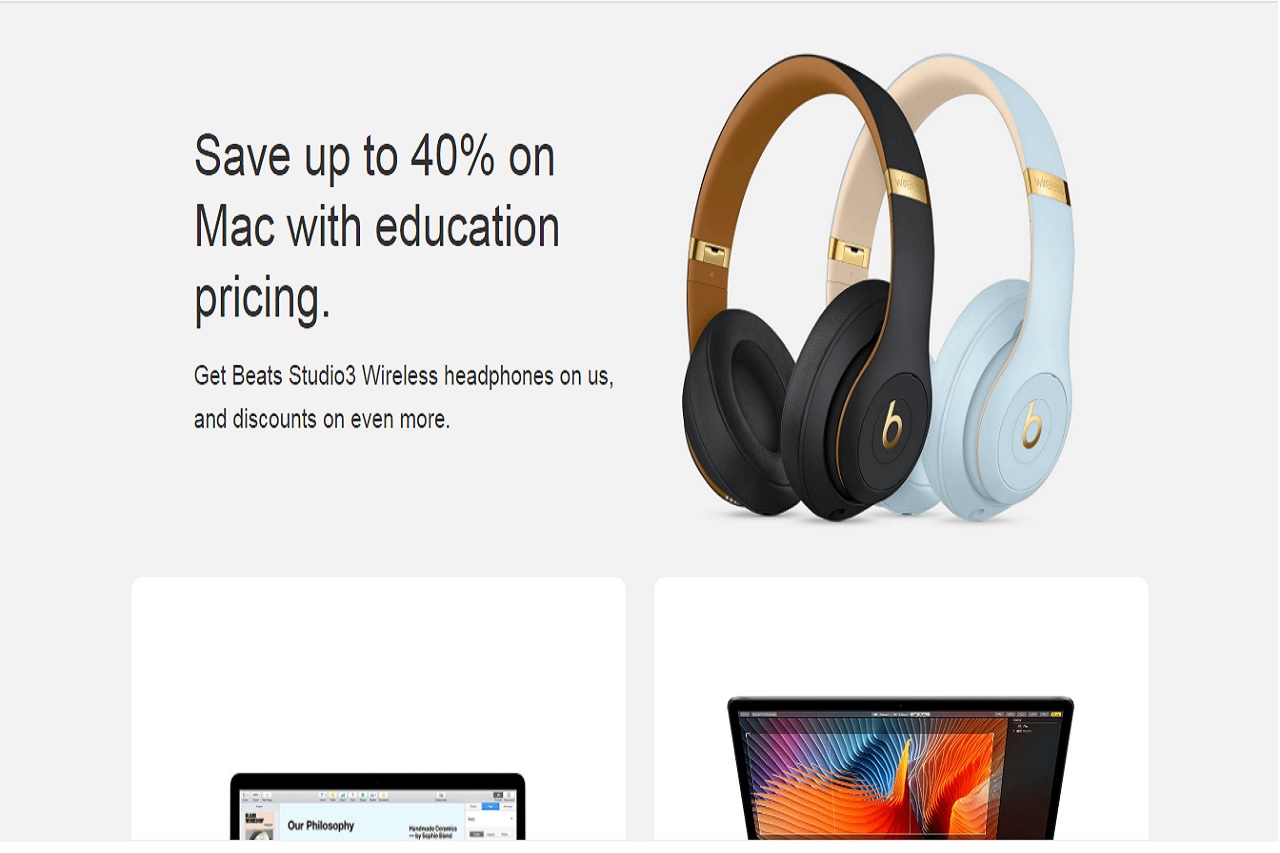 Save up to 40% on
Mac with education
pricing.
Get Beats Studio3 Wireless headphones on us,
and discounts on even more.
wireless
b
b
Our Philosophy
Handmade Ceramics
— by Sophie Bland